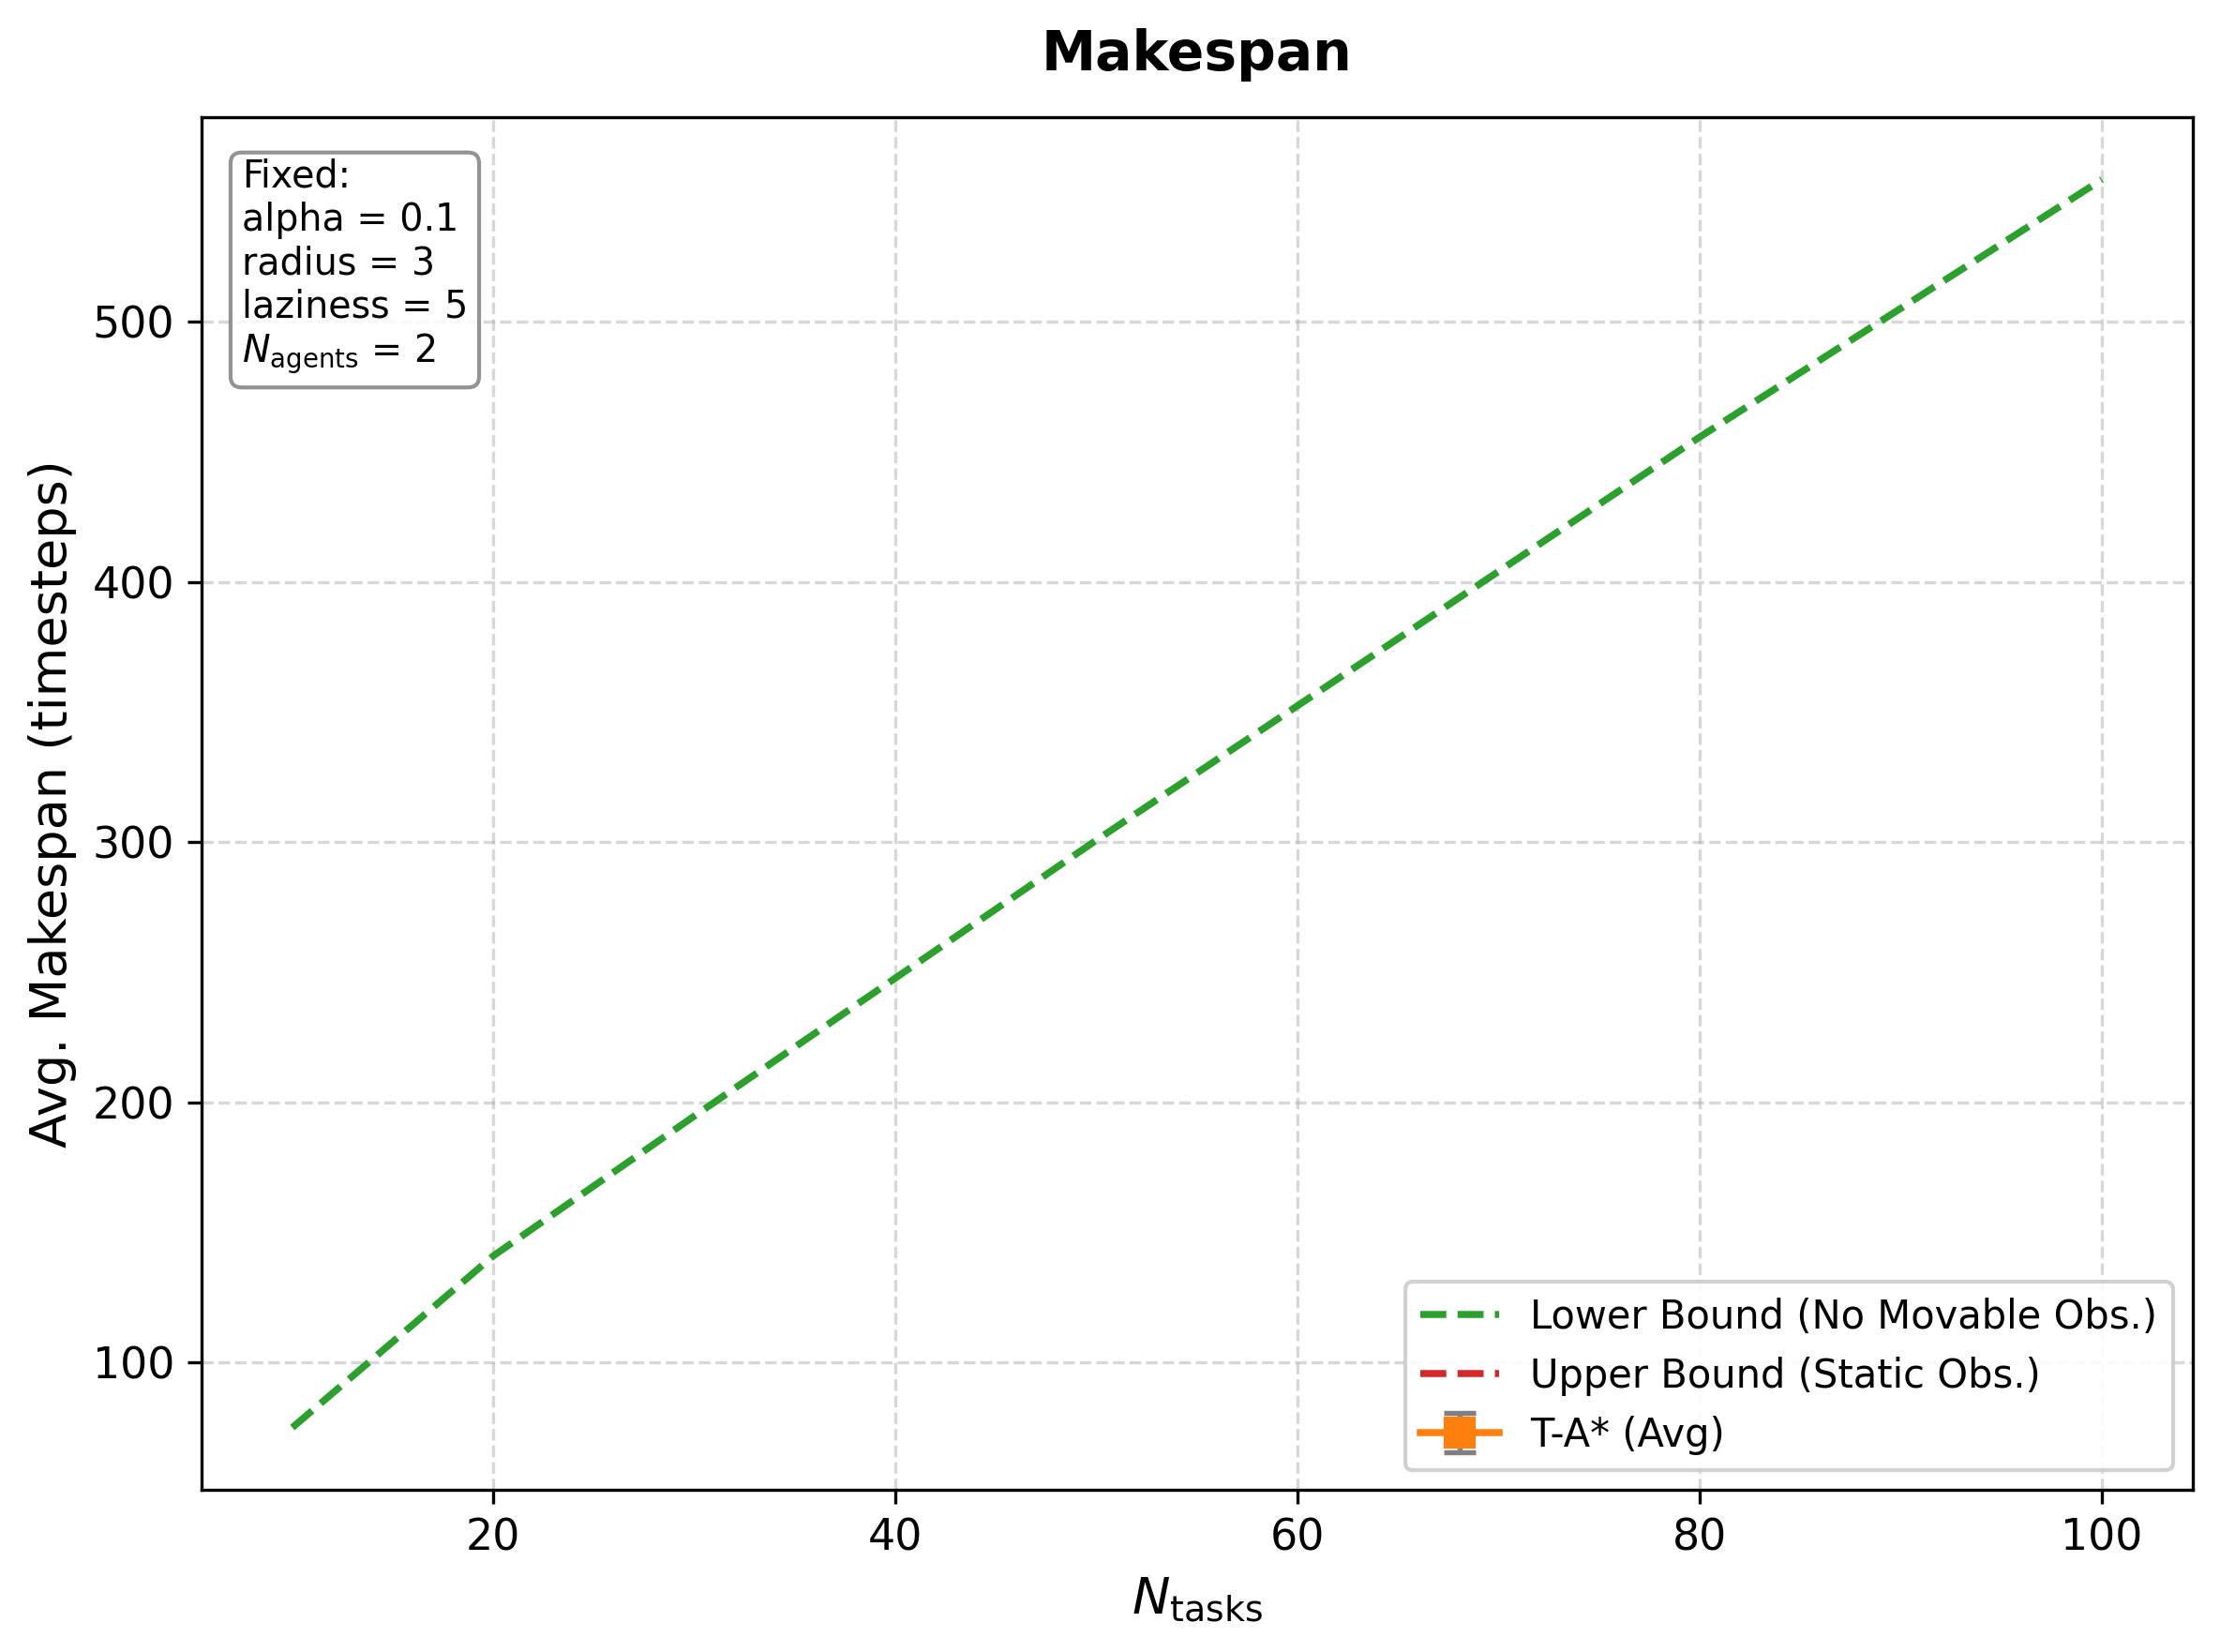 Makespan
Fixed:
alpha = 0.1
radius = 3
laziness = 5
N_agents = 2
Avg. Makespan (timesteps)
500
400
300
200
100
20 40 60 80 100
N_tasks
Lower Bound (No Movable Obs.)
Upper Bound (Static Obs.)
T-A* (Avg)